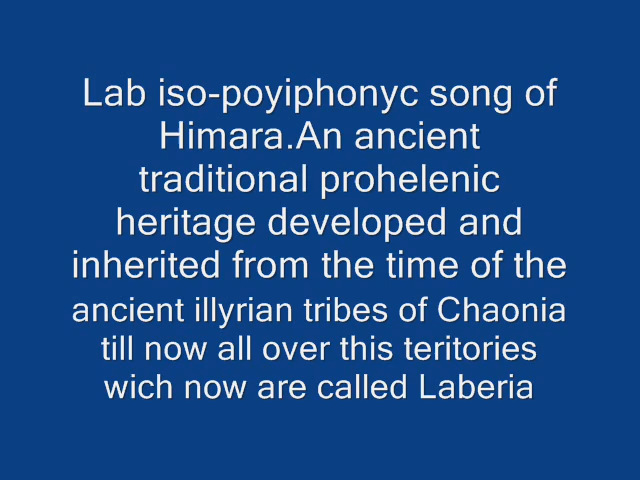 Lab iso-poyiphonyc song of
Himara.An ancient
traditional prohelenic
heritage developed and
inherited from the time of the
ancient illyrian tribes of Chaonia
till now all over this teritories
wich now are called Laberia